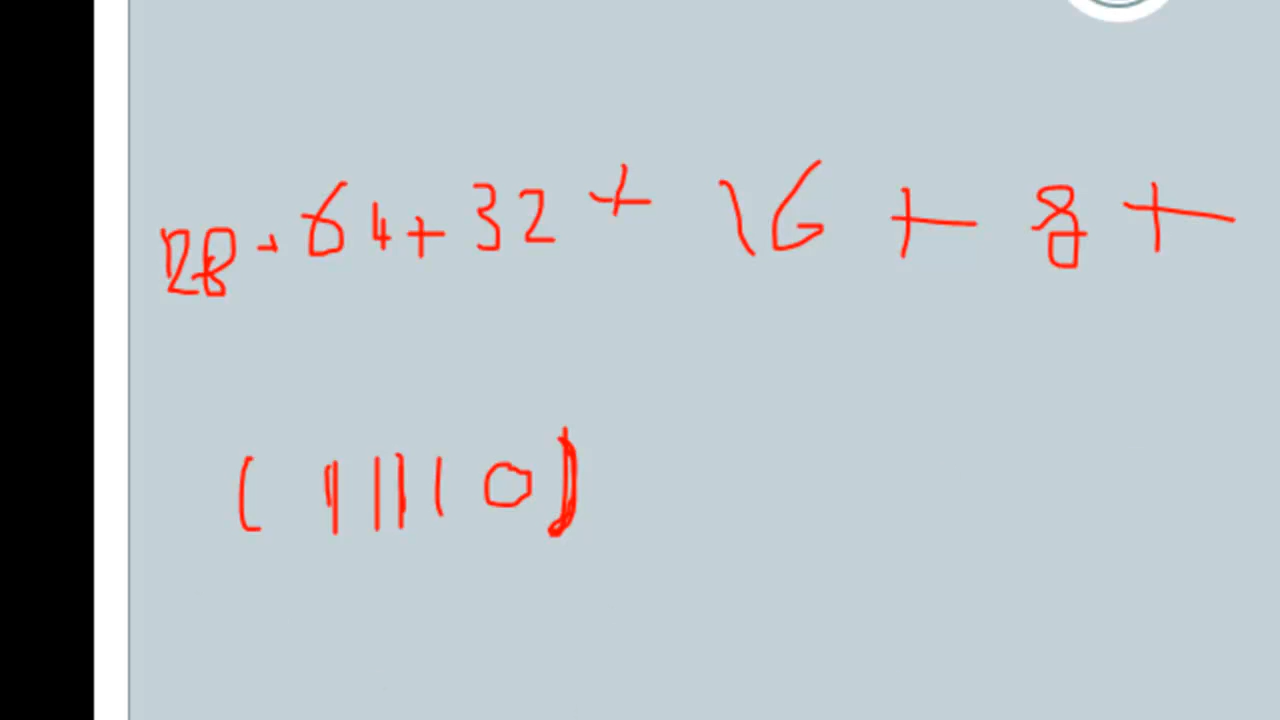 128 + 64 + 32 + 16 + 8 +
( 11110 )